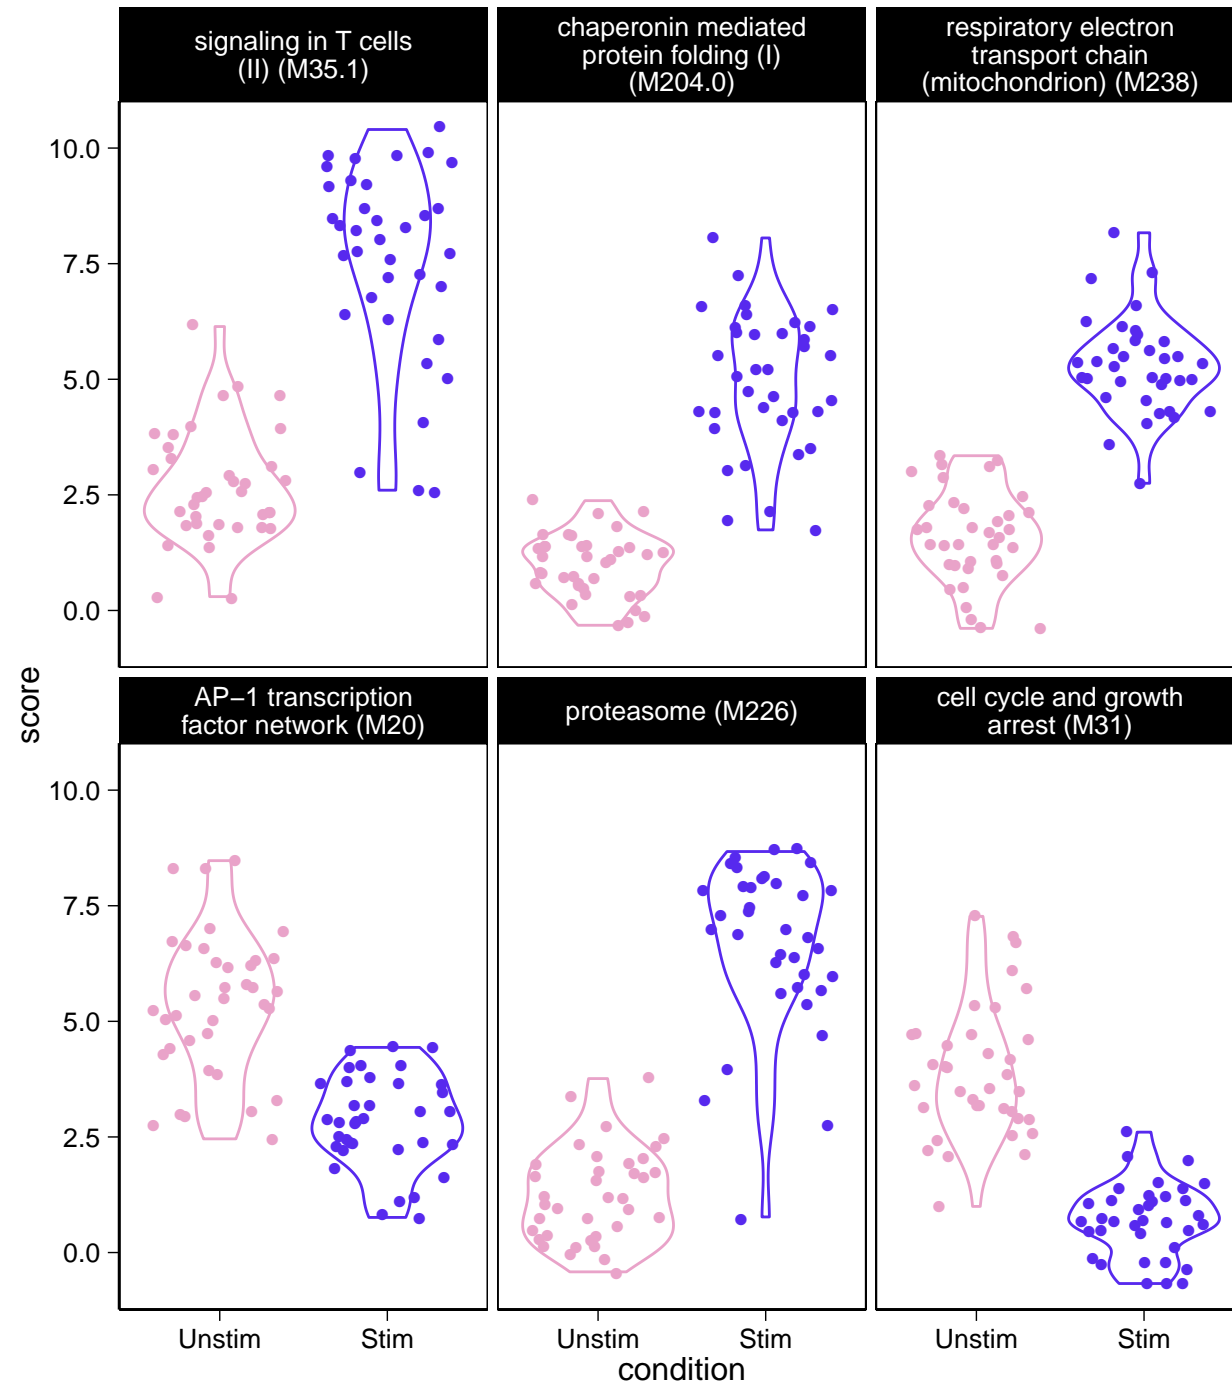 signaling in T cells
(II) (M35.1)
chaperonin mediated
protein folding (I)
(M204.0)
respiratory electron
transport chain
(mitochondrion) (M238)
10.0
7.5
5.0
2.5
0.0
score
AP−1 transcription
factor network (M20)
proteasome (M226)
cell cycle and growth
arrest (M31)
10.0
7.5
5.0
2.5
0.0
Unstim Stim Unstim Stim Unstim Stim
condition